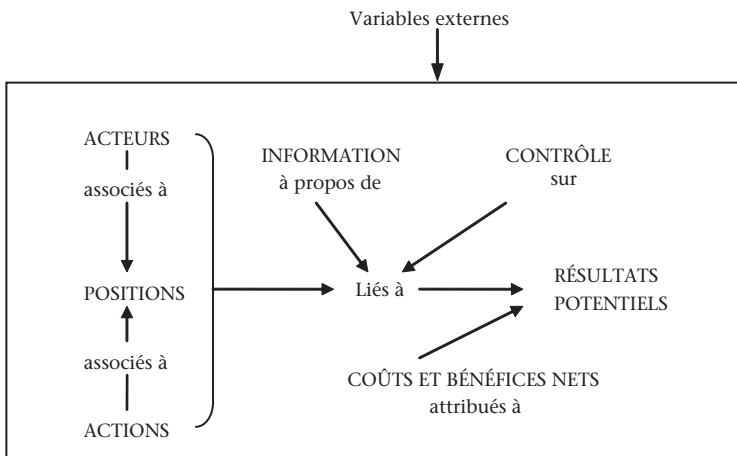 Variables externes
ACTEURS
associés à
POSITIONS
associés à
ACTIONS
INFORMATION
à propos de
CONTRÔLE
sur
Liés à
RÉSULTATS
POTENTIELS
COÛTS ET BÉNÉFICES NETS
attribués à